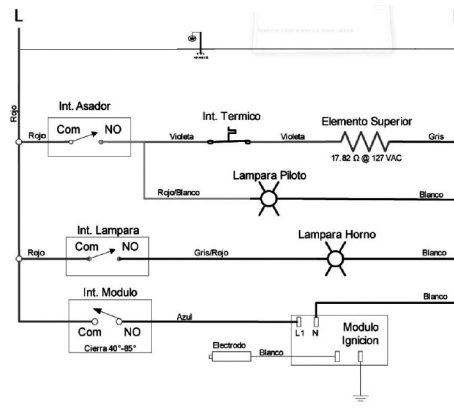 L
Rojo
Int. Asador
Rojo
Com
NO
Violeta
Int. Termico
Violeta
Elemento Superior
Gris
17.82 Ω @ 127 VAC
Rojo/Blanco
Lampara Piloto
Blanco
Int. Lampara
Rojo
Com
NO
Gris/Rojo
Lampara Horno
Blanco
Int. Modulo
Com
NO
Cierra 40°-85°
Azul
Blanco
L1
N
Modulo
Ignicion
Electrodo
Blanco